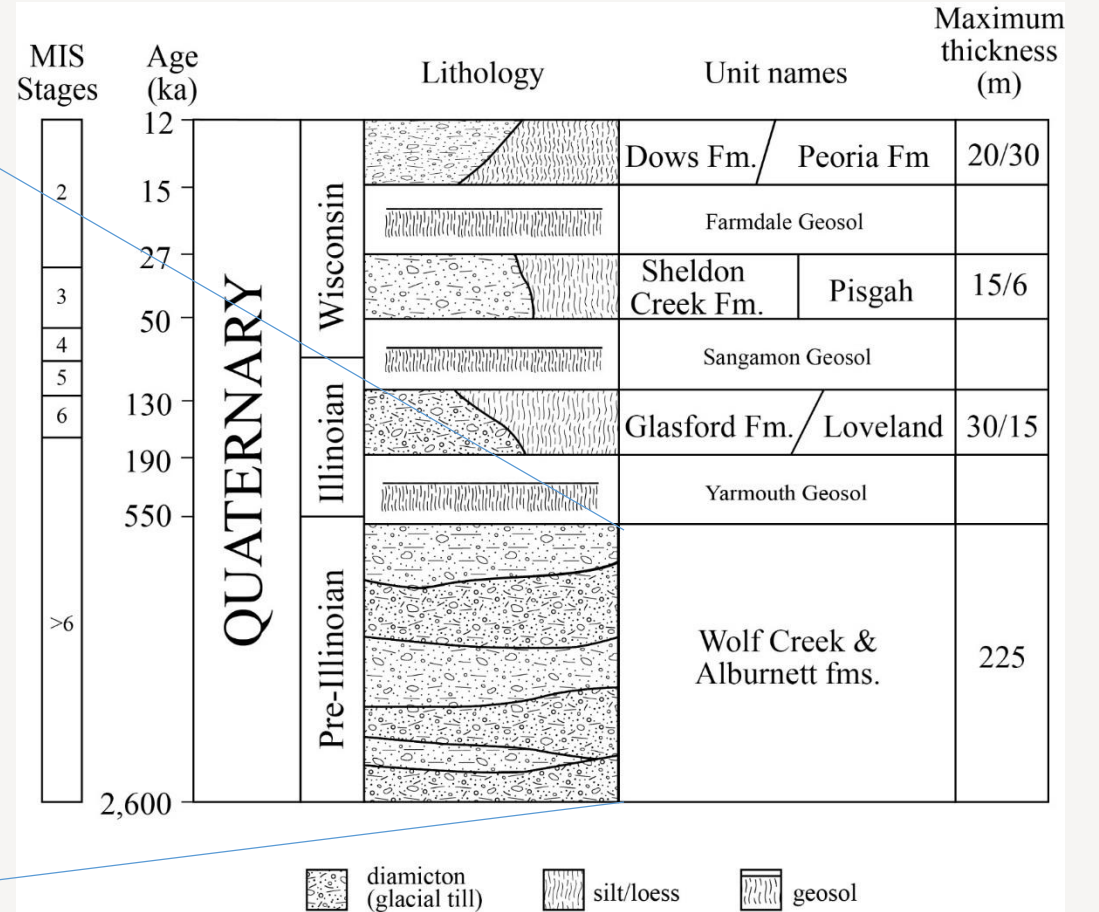 MIS
Stages
Age
(ka)
Lithology
Unit names
Maximum
thickness
(m)
12
15
27
50
130
190
550
2,600
2
3
4
5
6
>6
QUATERNARY
Wisconsin
Illinoian
Pre-Illinoian
Dows Fm. Peoria Fm 20/30
Farmdale Geosol
Sheldon
Creek Fm. Pisgah 15/6
Sangamon Geosol
Glasford Fm. Loveland 30/15
Yarmouth Geosol
Wolf Creek &
Alburnett fms. 225
diamicton
(glacial till)
silt/loess
geosol